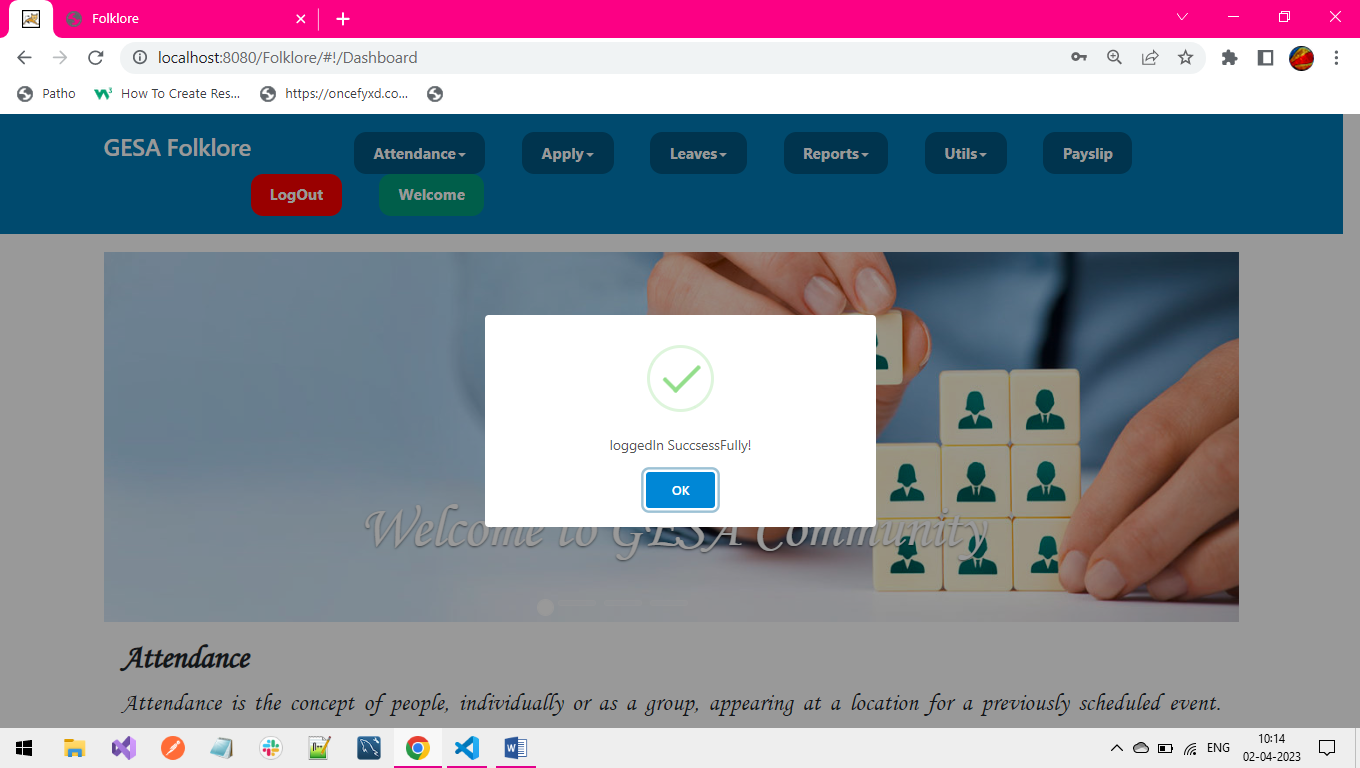 Folklore
localhost:8080/Folklore/#!/Dashboard
Patho How To Create Res... https://oncefyxd.co...
GESA Folklore Attendance Apply Leaves Reports Utils Payslip
LogOut Welcome
loggedIn SuccsessFully!
OK
Welcome to GESA Community
Attendance
Attendance is the concept of people, individually or as a group, appearing at a location for a previously scheduled event.
ENG 10:14
02-04-2023